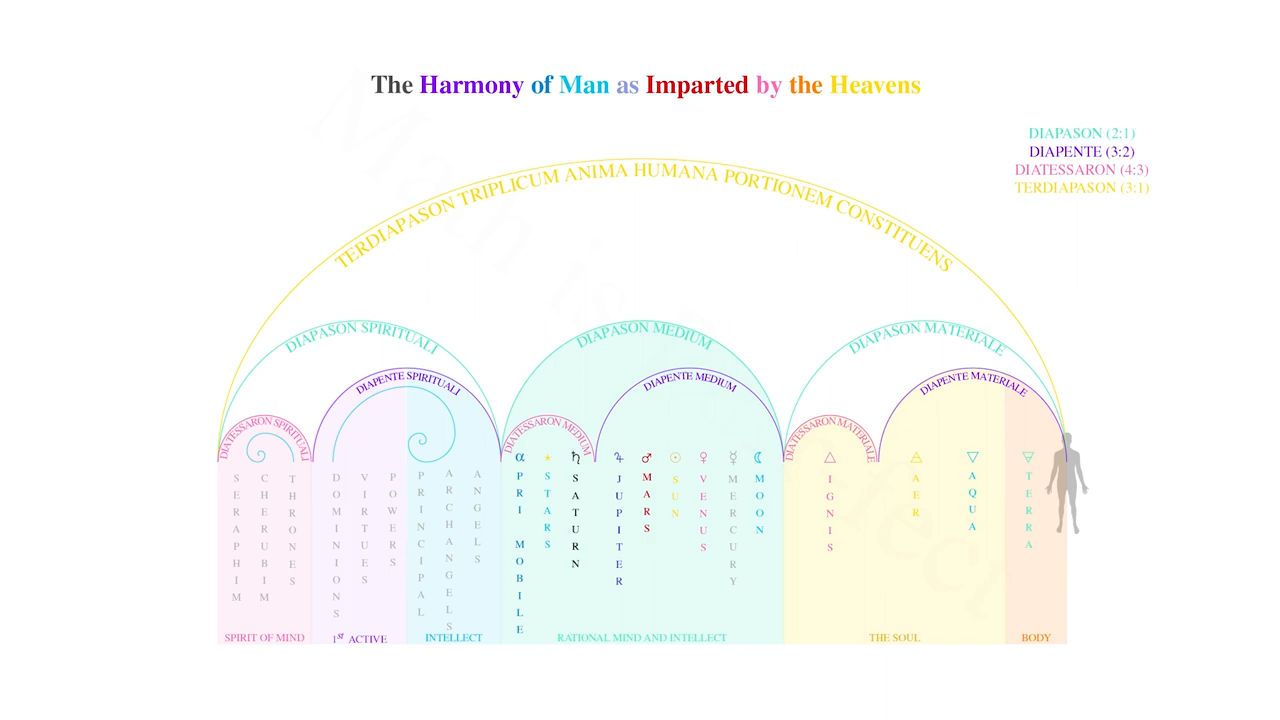 The Harmony of Man as Imparted by the Heavens
DIAPASON (2:1)
DIAPENTE (3:2)
DIATESSARON (4:3)
TERDIAPASON (3:1)
TERDIAPASON TRIPLICUM ANIMA HUMANA PORTIONEM CONSTITUENS
DIAPASON SPIRITUALI
DIAPASON MEDIUM
DIAPASON MATERIALE
DIAPENTE SPIRITUALI
DIAPENTE MEDIUM
DIAPENTE MATERIALE
DIATESSARON SPIRITUALI
DIATESSARON MEDIUM
DIATESSARON MATERIALE
α ⋆ ♄ ♃ ♂ ☉ ♀ ☿ ☾ 🜂 🜁 🜄 🜃
SERAPHIM
CHERUBIM
THRONES
DOMINIONS
VIRTUES
POWERS
PRINCIPAL
ARCHANGELS
ANGELS
PRI MOBILE
STARS
SATURN
JUPITER
MARS
SUN
VENUS
MERCURY
MOON
IGNIS
AER
AQUA
TERRA
SPIRIT OF MIND
1ST ACTIVE
INTELLECT
RATIONAL MIND AND INTELLECT
THE SOUL
BODY